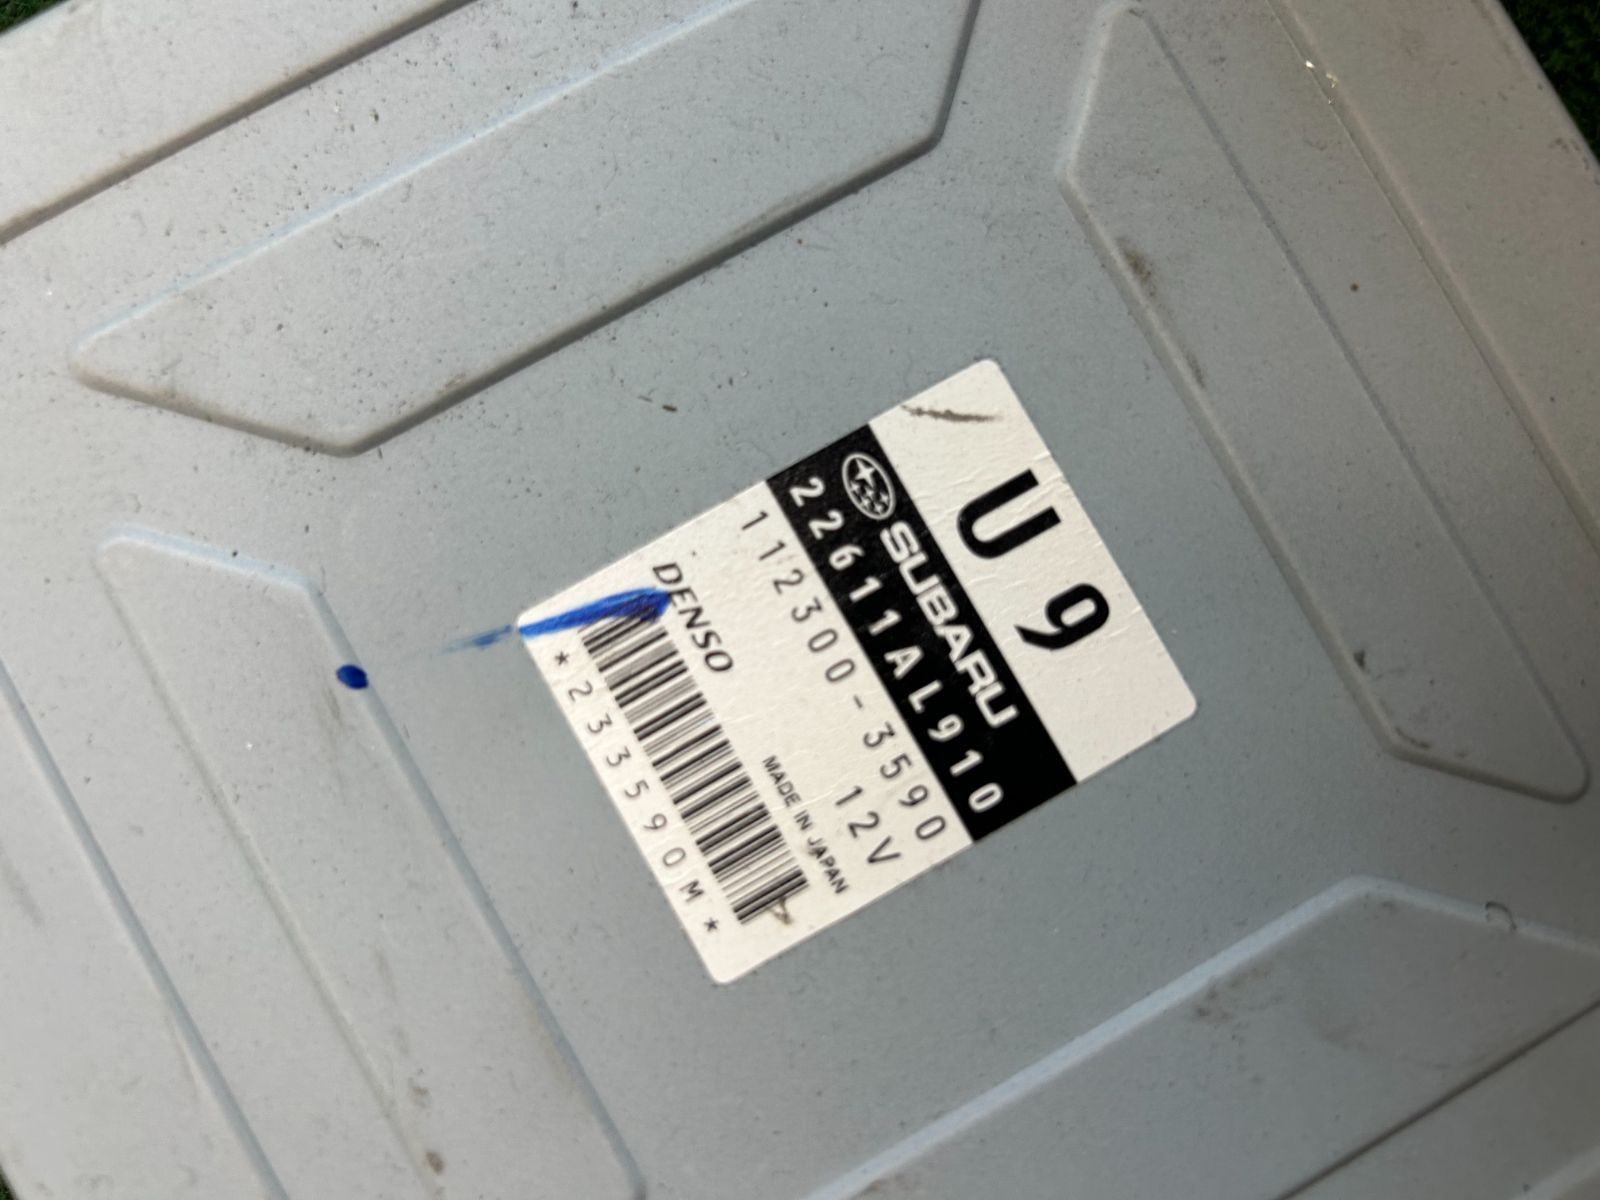 U9
SUBARU
22611AL910
112300-3590
12V
DENSO
MADE IN JAPAN
*233590M*